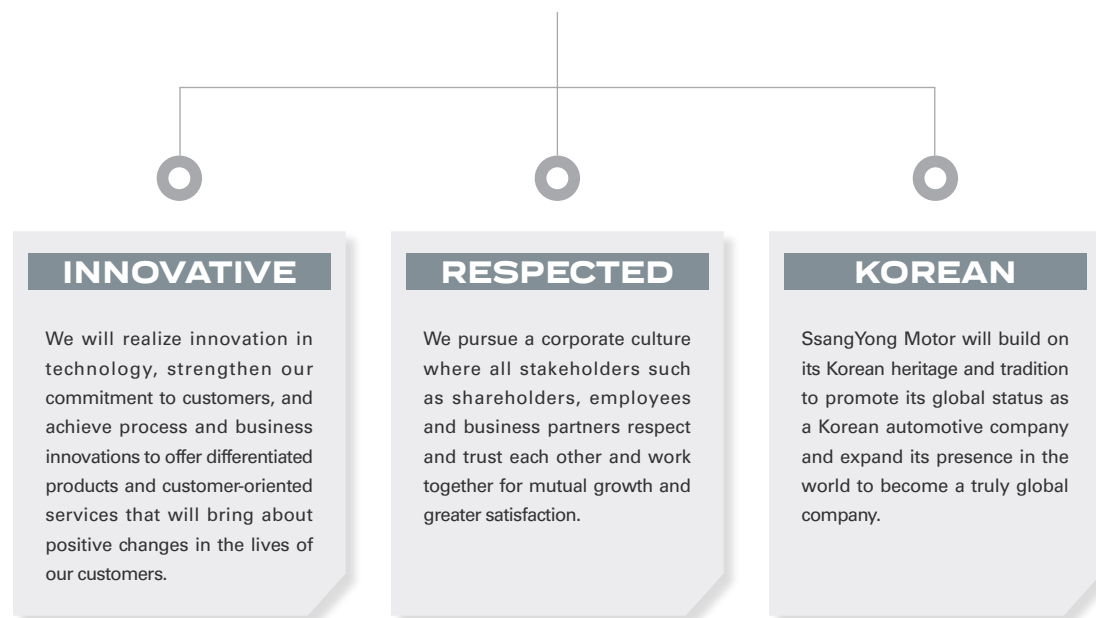 INNOVATIVE
We will realize innovation in
technology, strengthen our
commitment to customers, and
achieve process and business
innovations to offer differentiated
products and customer-oriented
services that will bring about
positive changes in the lives of
our customers.
RESPECTED
We pursue a corporate culture
where all stakeholders such
as shareholders, employees
and business partners respect
and trust each other and work
together for mutual growth and
greater satisfaction.
KOREAN
SsangYong Motor will build on
its Korean heritage and tradition
to promote its global status as
a Korean automotive company
and expand its presence in the
world to become a truly global
company.